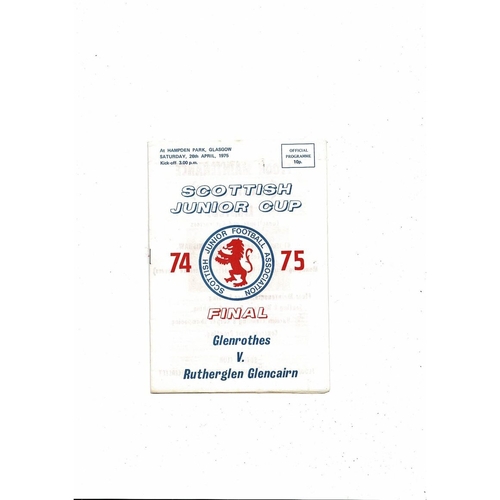 At HAMPDEN PARK, GLASGOW
SATURDAY, 26th APRIL, 1975
Kick-off 3.00 p.m.
OFFICIAL
PROGRAMME
10p.
SCOTTISH
JUNIOR CUP
74 75
SCOTTISH JUNIOR FOOTBALL ASSOCIATION
FINAL
Glenrothes
V.
Rutherglen Glencairn